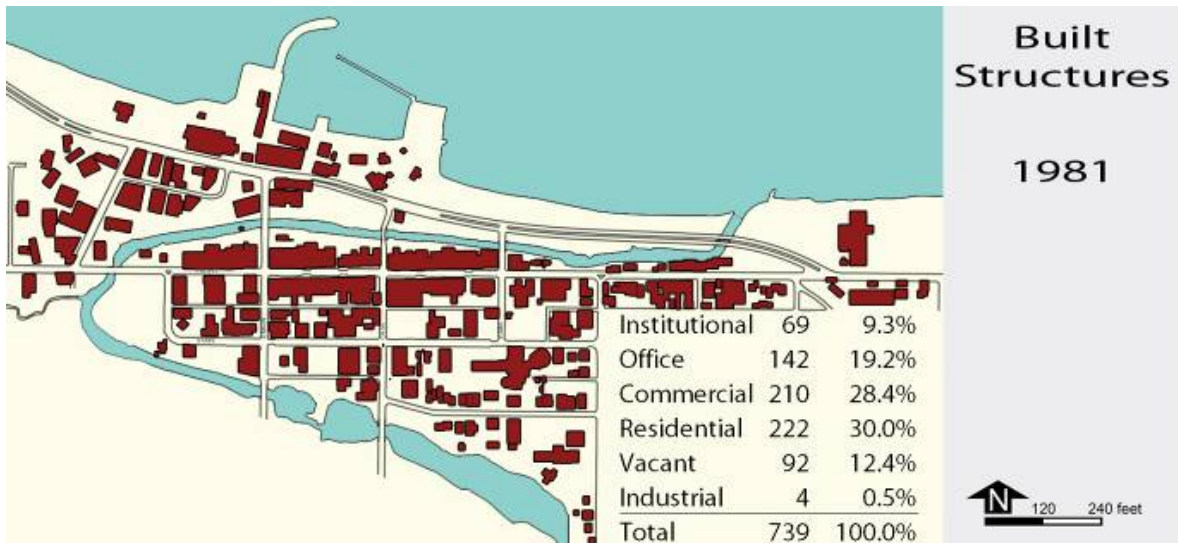 Built
Structures
1981
Institutional 69 9.3%
Office 142 19.2%
Commercial 210 28.4%
Residential 222 30.0%
Vacant 92 12.4%
Industrial 4 0.5%
Total 739 100.0%
N
120 240 feet